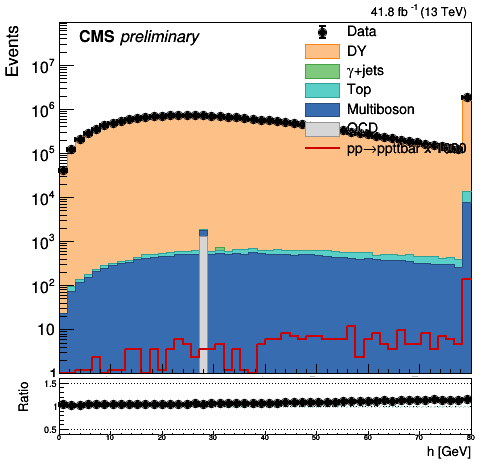 41.8 fb⁻¹ (13 TeV)
CMS preliminary
Events
Data
DY
γ+jets
Top
Multiboson
QCD
pp→ppttbar x 1000
10⁷
10⁶
10⁵
10⁴
10³
10²
10
1
Ratio
1.5
1.0
0.5
0 10 20 30 40 50 60 70 80
h [GeV]